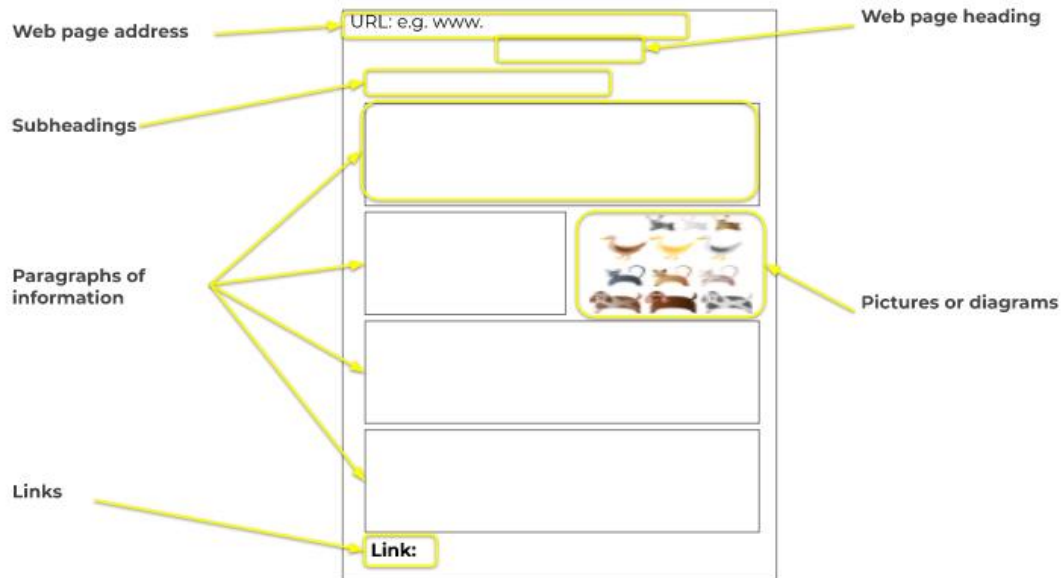 Web page address
URL: e.g. www.
Web page heading
Subheadings
Paragraphs of
information
Pictures or diagrams
Links
Link: